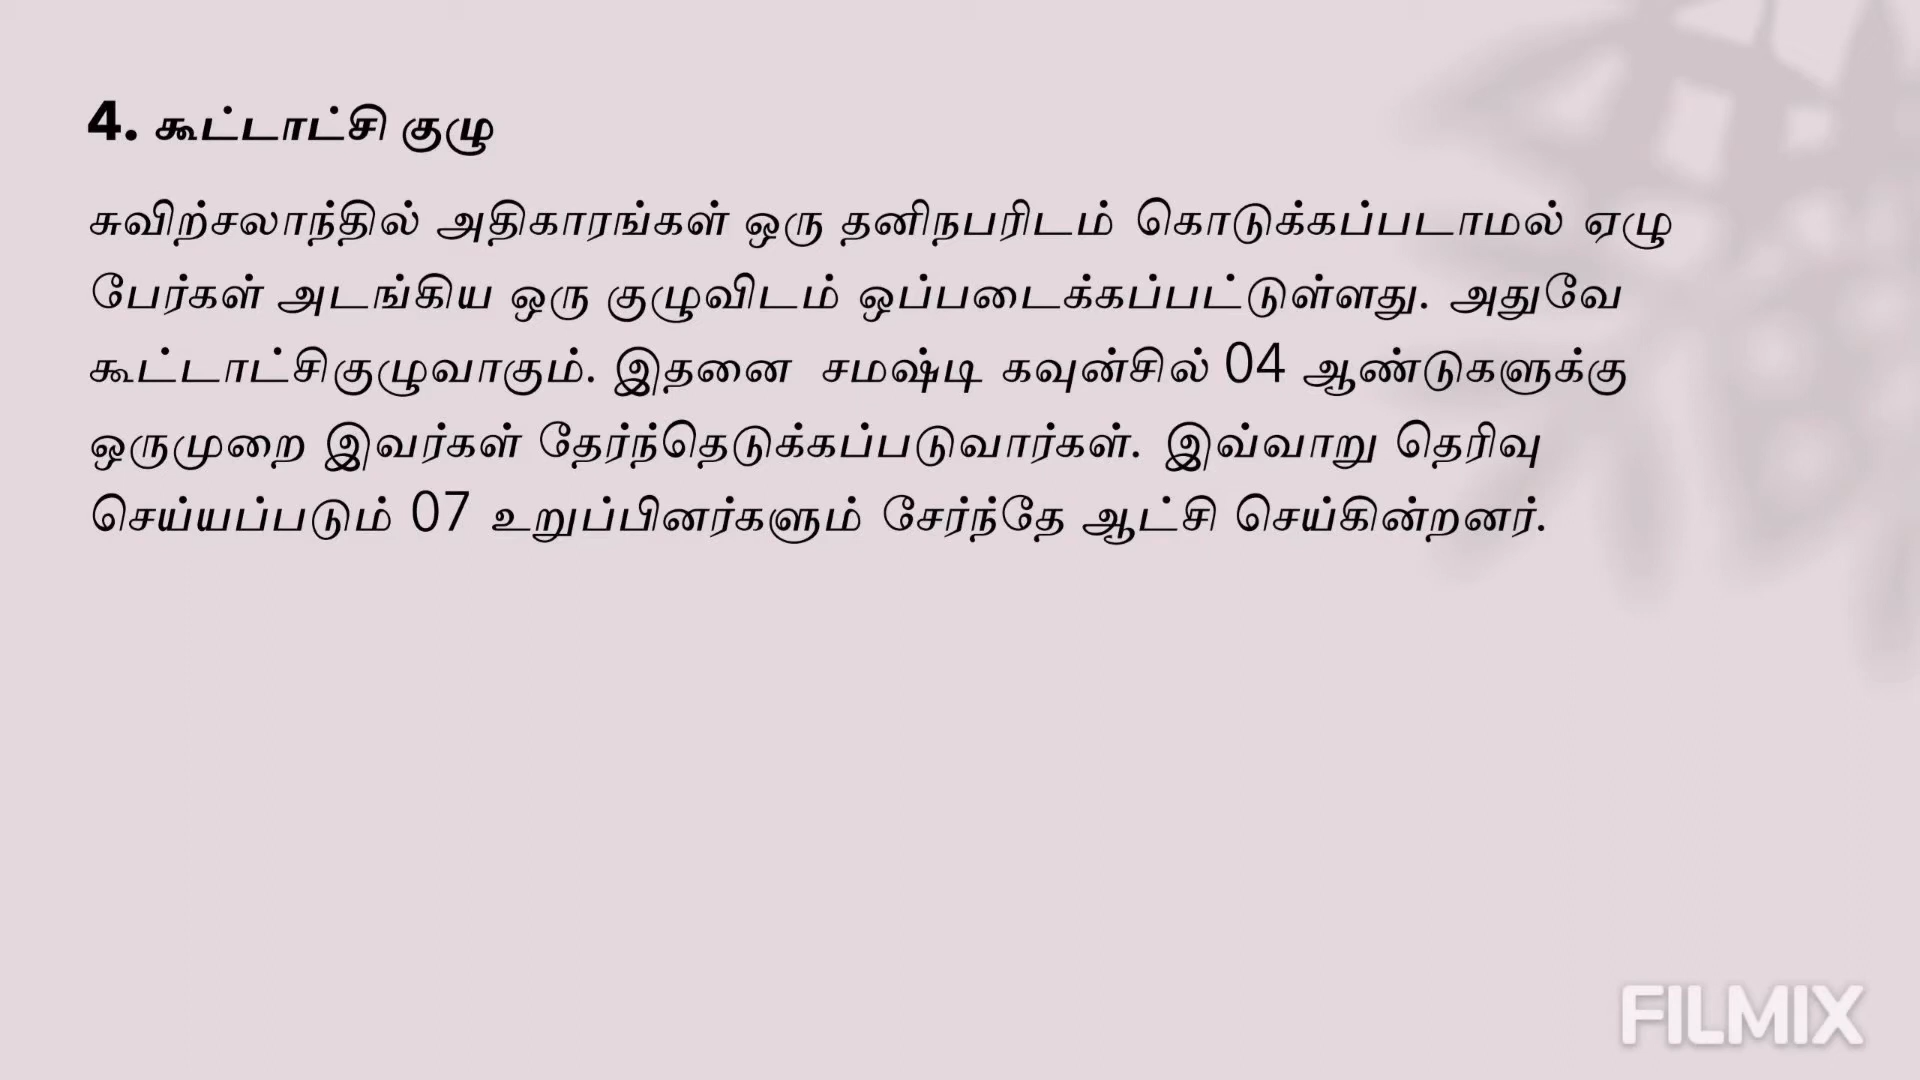 4. கூட்டாட்சி குழு
சுவிற்சலாந்தில் அதிகாரங்கள் ஒரு தனிநபரிடம் கொடுக்கப்படாமல் ஏழு
பேர்கள் அடங்கிய ஒரு குழுவிடம் ஒப்படைக்கப்பட்டுள்ளது. அதுவே
கூட்டாட்சிகுழுவாகும். இதனை சமஷ்டி கவுன்சில் 04 ஆண்டுகளுக்கு
ஒருமுறை இவர்கள் தேர்ந்தெடுக்கப்படுவார்கள். இவ்வாறு தெரிவு
செய்யப்படும் 07 உறுப்பினர்களும் சேர்ந்தே ஆட்சி செய்கின்றனர்.
FILMIX